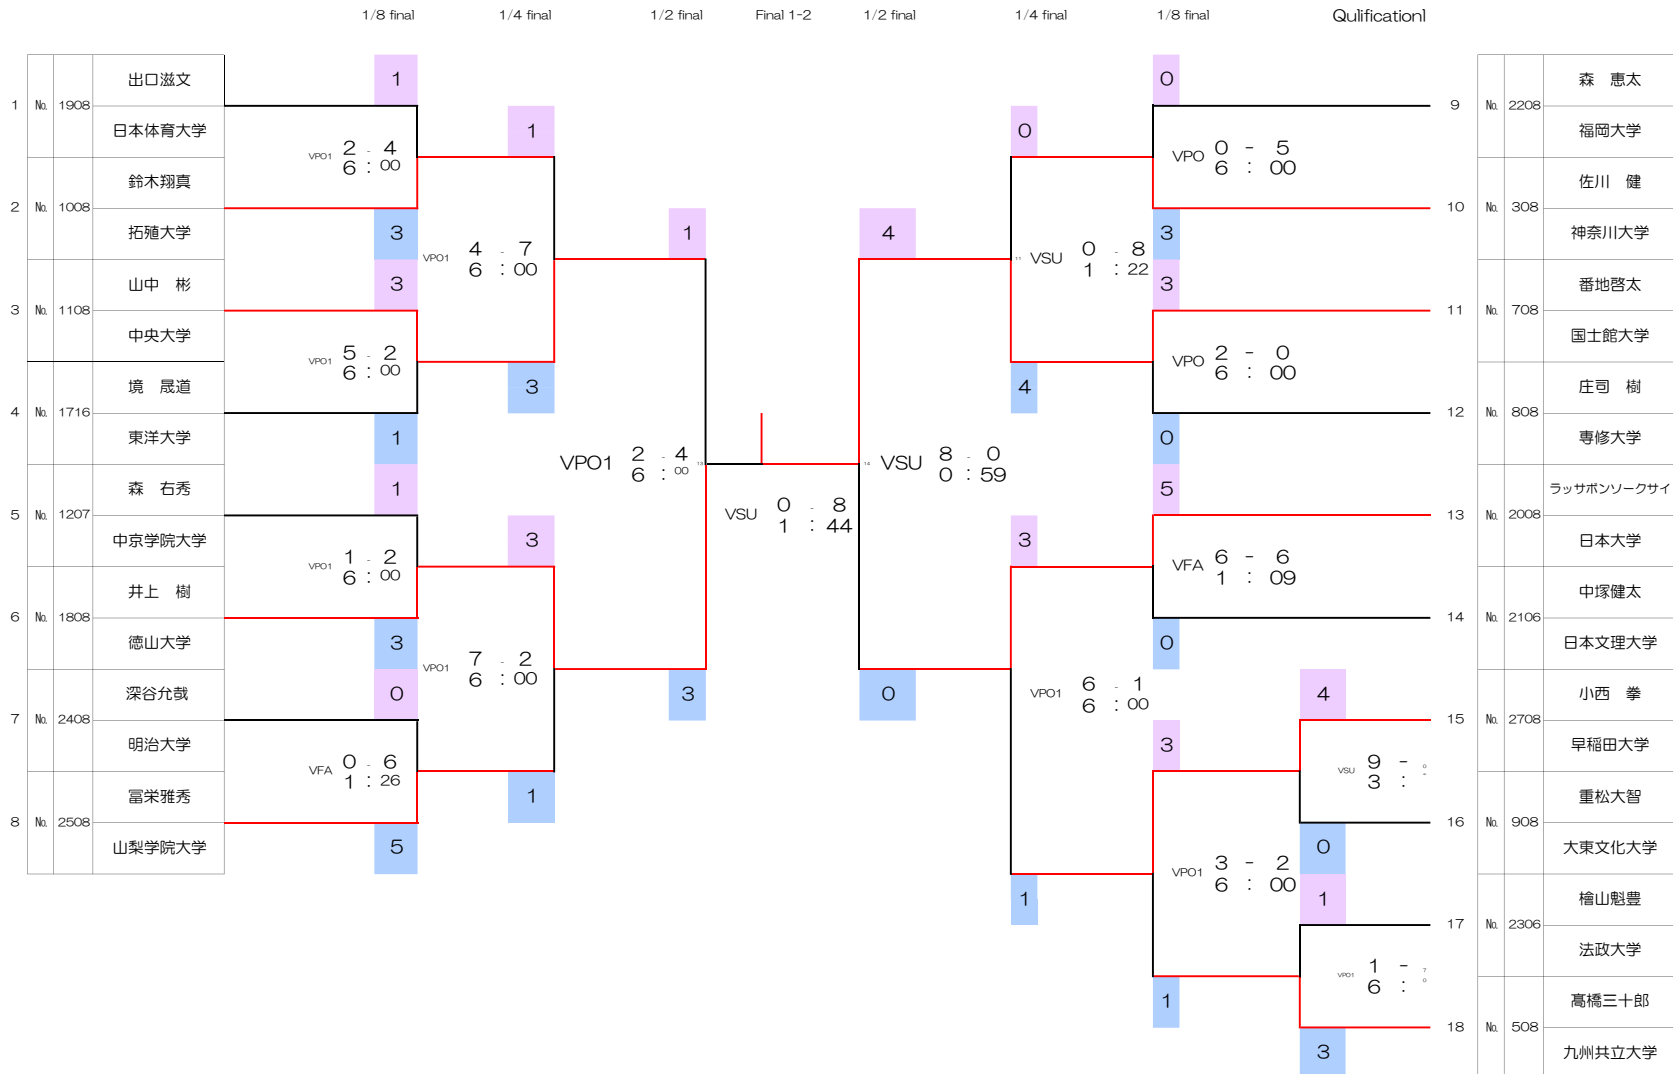 1/8 final 1/4 final 1/2 final Final 1-2 1/2 final 1/4 final 1/8 final Qulification1
1 № 1908 出口滋文
日本体育大学
2 № 1008 鈴木翔真
拓殖大学
3 № 1108 山中 彬
中央大学
4 № 1716 境 晟道
東洋大学
5 № 1207 森 右秀
中京学院大学
6 № 1808 井上 樹
徳山大学
7 № 2408 深谷允哉
明治大学
8 № 2508 冨栄雅秀
山梨学院大学
1
VPO1 2 - 4
6 : 00
3
3
VPO1 5 - 2
6 : 00
1
1
VPO1 1 - 2
6 : 00
3
0
VFA 0 - 6
1 : 26
5
1
VPO1 4 - 7
6 : 00
3
3
VPO1 7 - 2
6 : 00
1
1
VPO1 2 - 4
6 : 00
13
3
VSU 0 - 8
1 : 44
4
14 VSU 8 - 0
0 : 59
0
0
11 VSU 0 - 8
1 : 22
4
3
VPO1 6 - 1
6 : 00
1
0
VPO 0 - 5
6 : 00
3
3
VPO 2 - 0
6 : 00
0
5
VFA 6 - 6
1 : 09
0
3
VPO1 3 - 2
6 : 00
1
4
VSU 9 - 0
3 :
0
1
VPO1 1 - 7
6 : 0
3
9 № 2208 森 恵太
福岡大学
10 № 308 佐川 健
神奈川大学
11 № 708 番地啓太
国士館大学
12 № 808 庄司 樹
専修大学
13 № 2008 ラッサポンソークサイ
日本大学
14 № 2106 中塚健太
日本文理大学
15 № 2708 小西 拳
早稲田大学
16 № 908 重松大智
大東文化大学
17 № 2306 檜山魁豊
法政大学
18 № 508 髙橋三十郎
九州共立大学